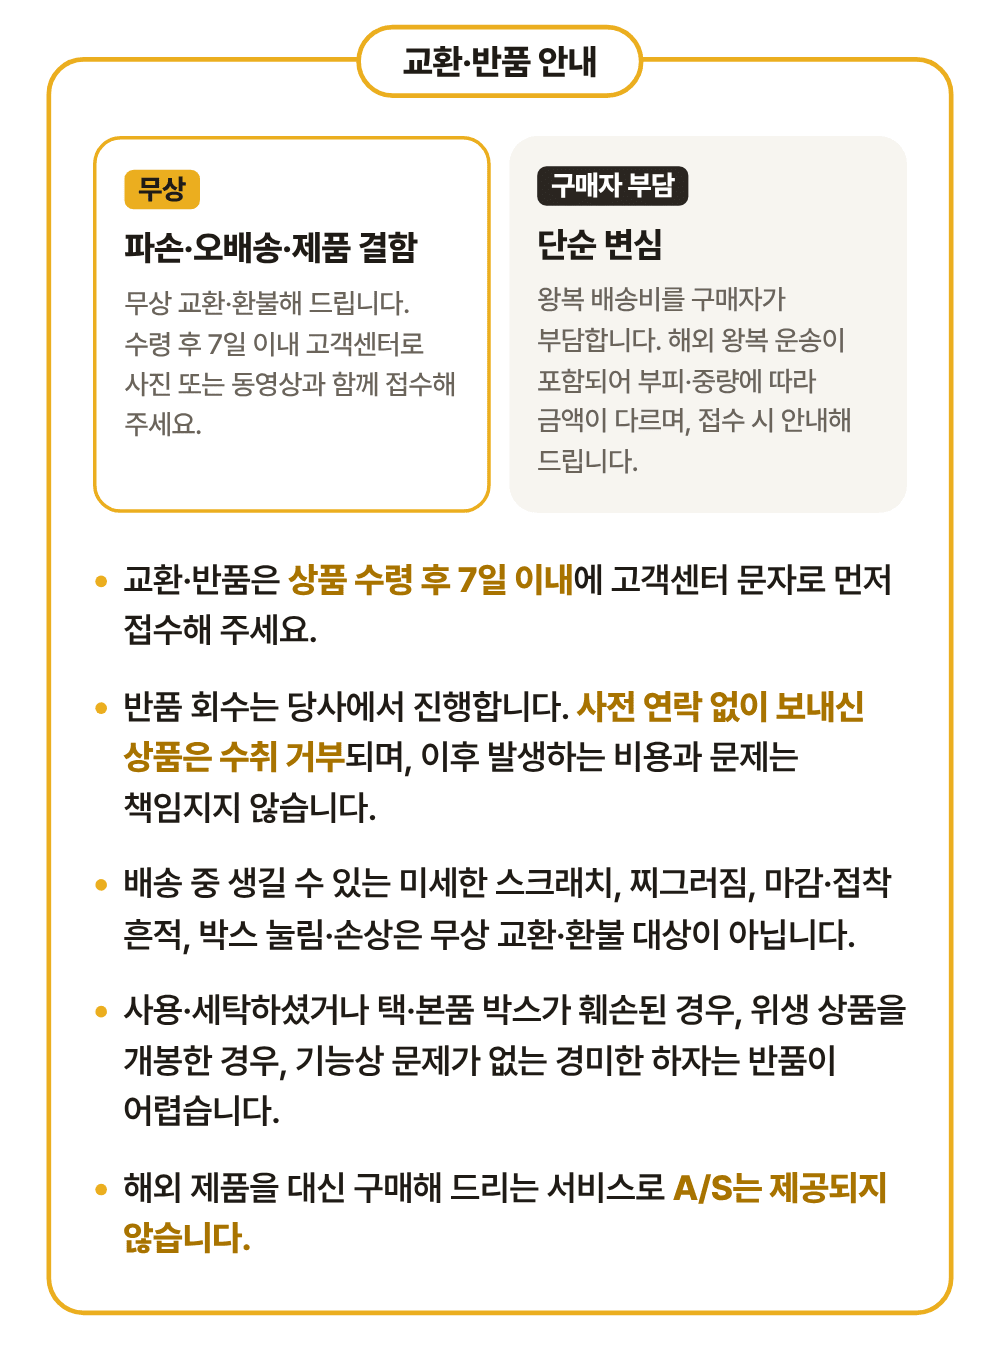 교환·반품 안내
무상
파손·오배송·제품 결함
무상 교환·환불해 드립니다.
수령 후 7일 이내 고객센터로
사진 또는 동영상과 함께 접수해
주세요.
구매자 부담
단순 변심
왕복 배송비를 구매자가
부담합니다. 해외 왕복 운송이
포함되어 부피·중량에 따라
금액이 다르며, 접수 시 안내해
드립니다.
교환·반품은 상품 수령 후 7일 이내에 고객센터 문자로 먼저
접수해 주세요.
반품 회수는 당사에서 진행합니다. 사전 연락 없이 보내신
상품은 수취 거부되며, 이후 발생하는 비용과 문제는
책임지지 않습니다.
배송 중 생길 수 있는 미세한 스크래치, 찌그러짐, 마감·접착
흔적, 박스 눌림·손상은 무상 교환·환불 대상이 아닙니다.
사용·세탁하셨거나 택·본품 박스가 훼손된 경우, 위생 상품을
개봉한 경우, 기능상 문제가 없는 경미한 하자는 반품이
어렵습니다.
해외 제품을 대신 구매해 드리는 서비스로 A/S는 제공되지
않습니다.